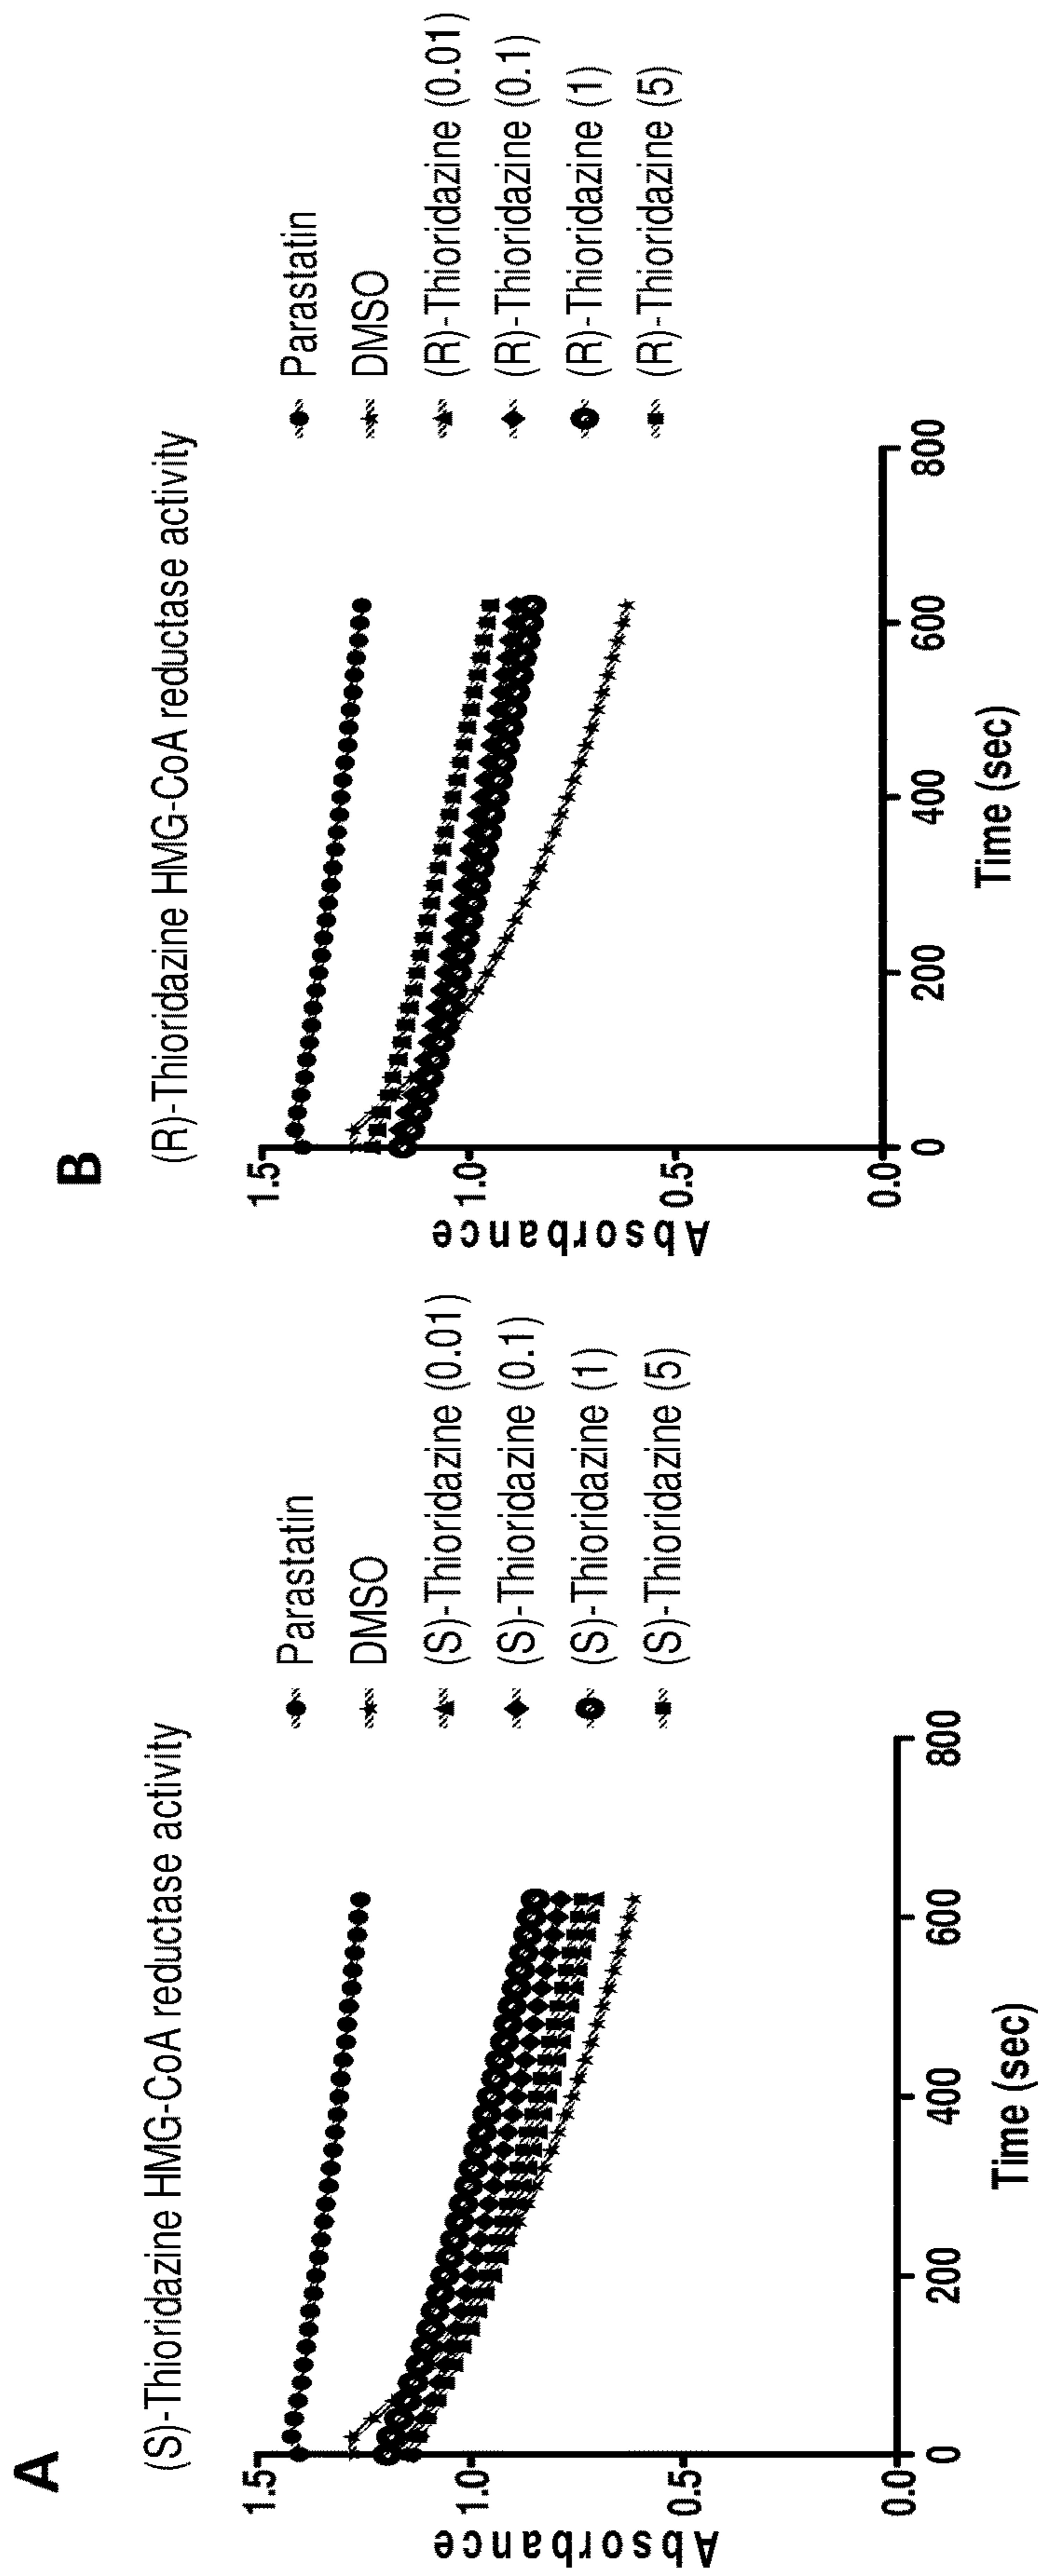 A
(S)-Thioridazine HMG-CoA reductase activity
1.5
1.0
0.5
0.0
Absorbance
0
200
400
600
800
Time (sec)
Parastatin
DMSO
(S)-Thioridazine (0.01)
(S)-Thioridazine (0.1)
(S)-Thioridazine (1)
(S)-Thioridazine (5)
B
(R)-Thioridazine HMG-CoA reductase activity
1.5
1.0
0.5
0.0
Absorbance
0
200
400
600
800
Time (sec)
Parastatin
DMSO
(R)-Thioridazine (0.01)
(R)-Thioridazine (0.1)
(R)-Thioridazine (1)
(R)-Thioridazine (5)